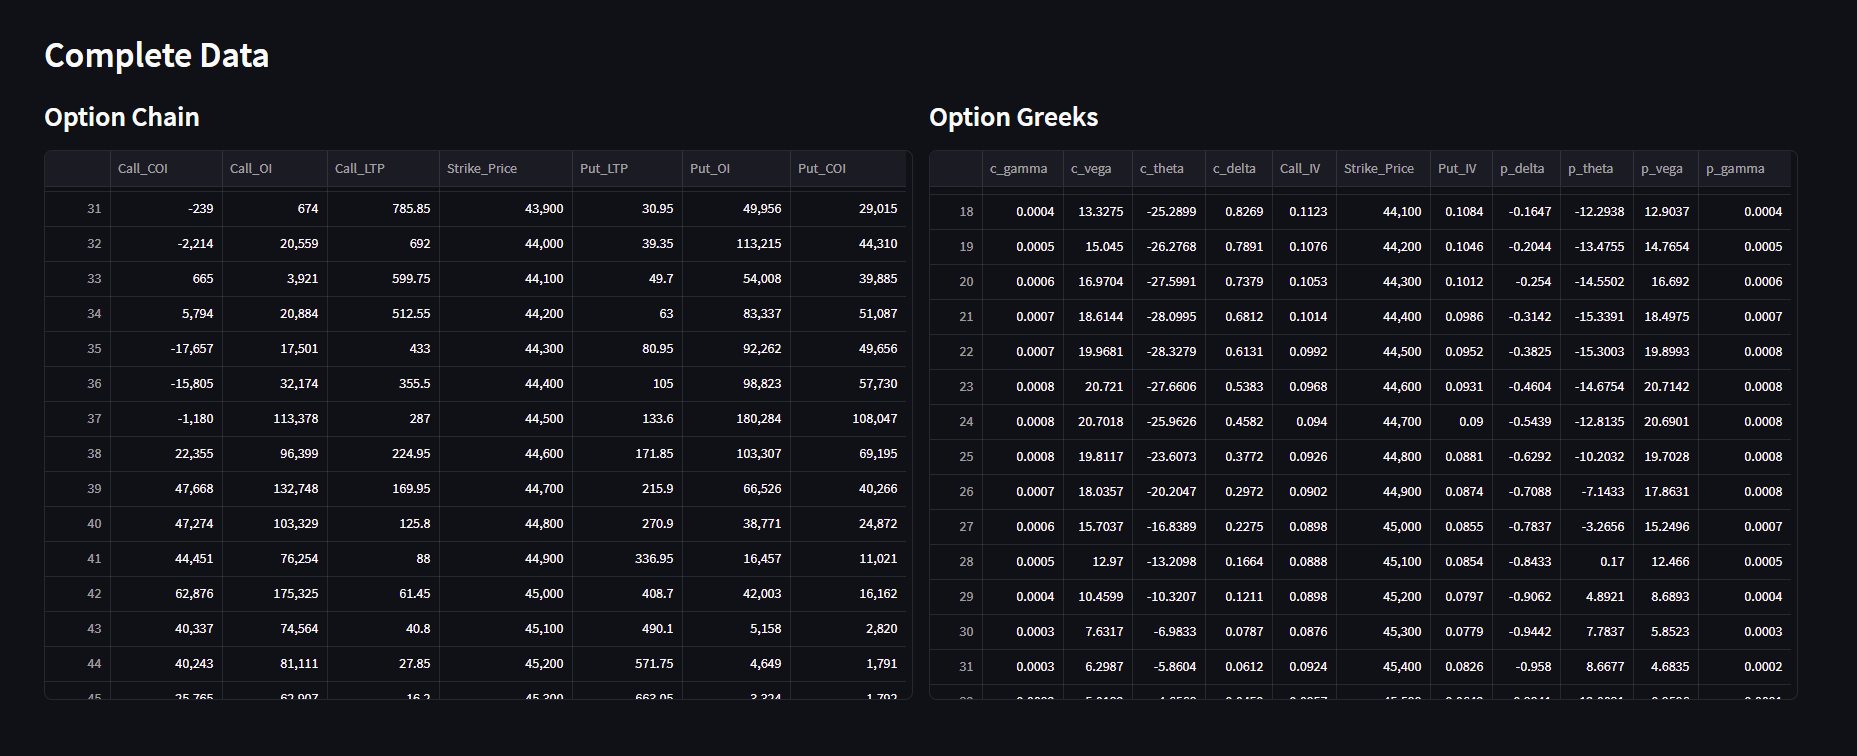 Complete Data
Option Chain
Call_COI Call_OI Call_LTP Strike_Price Put_LTP Put_OI Put_COI
31 -239 674 785.85 43,900 30.95 49,956 29,015
32 -2,214 20,559 692 44,000 39.35 113,215 44,310
33 665 3,921 599.75 44,100 49.7 54,008 39,885
34 5,794 20,884 512.55 44,200 63 83,337 51,087
35 -17,657 17,501 433 44,300 80.95 92,262 49,656
36 -15,805 32,174 355.5 44,400 105 98,823 57,730
37 -1,180 113,378 287 44,500 133.6 180,284 108,047
38 22,355 96,399 224.95 44,600 171.85 103,307 69,195
39 47,668 132,748 169.95 44,700 215.9 66,526 40,266
40 47,274 103,329 125.8 44,800 270.9 38,771 24,872
41 44,451 76,254 88 44,900 336.95 16,457 11,021
42 62,876 175,325 61.45 45,000 408.7 42,003 16,162
43 40,337 74,564 40.8 45,100 490.1 5,158 2,820
44 40,243 81,111 27.85 45,200 571.75 4,649 1,791
Option Greeks
c_gamma c_vega c_theta c_delta Call_IV Strike_Price Put_IV p_delta p_theta p_vega p_gamma
18 0.0004 13.3275 -25.2899 0.8269 0.1123 44,100 0.1084 -0.1647 -12.2938 12.9037 0.0004
19 0.0005 15.045 -26.2768 0.7891 0.1076 44,200 0.1046 -0.2044 -13.4755 14.7654 0.0005
20 0.0006 16.9704 -27.5991 0.7379 0.1053 44,300 0.1012 -0.254 -14.5502 16.692 0.0006
21 0.0007 18.6144 -28.0995 0.6812 0.1014 44,400 0.0986 -0.3142 -15.3391 18.4975 0.0007
22 0.0007 19.9681 -28.3279 0.6131 0.0992 44,500 0.0952 -0.3825 -15.3003 19.8993 0.0008
23 0.0008 20.721 -27.6606 0.5383 0.0968 44,600 0.0931 -0.4604 -14.6754 20.7142 0.0008
24 0.0008 20.7018 -25.9626 0.4582 0.094 44,700 0.09 -0.5439 -12.8135 20.6901 0.0008
25 0.0008 19.8117 -23.6073 0.3772 0.0926 44,800 0.0881 -0.6292 -10.2032 19.7028 0.0008
26 0.0007 18.0357 -20.2047 0.2972 0.0902 44,900 0.0874 -0.7088 -7.1433 17.8631 0.0008
27 0.0006 15.7037 -16.8389 0.2275 0.0898 45,000 0.0855 -0.7837 -3.2656 15.2496 0.0007
28 0.0005 12.97 -13.2098 0.1664 0.0888 45,100 0.0854 -0.8433 0.17 12.466 0.0005
29 0.0004 10.4599 -10.3207 0.1211 0.0898 45,200 0.0797 -0.9062 4.8921 8.6893 0.0004
30 0.0003 7.6317 -6.9833 0.0787 0.0876 45,300 0.0779 -0.9442 7.7837 5.8523 0.0003
31 0.0003 6.2987 -5.8604 0.0612 0.0924 45,400 0.0826 -0.958 8.6677 4.6835 0.0002